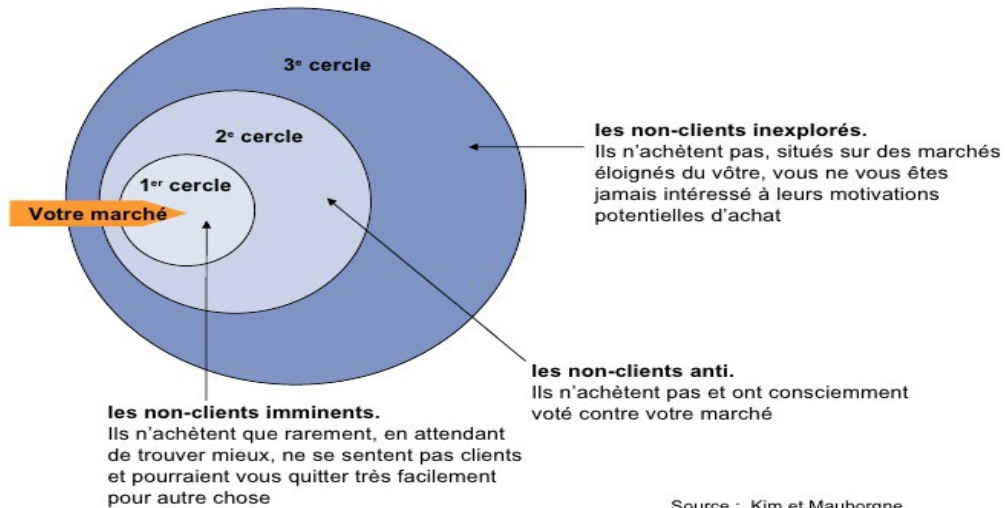 3e cercle
2e cercle
1er cercle
Votre marché
les non-clients inexplorés.
Ils n'achètent pas, situés sur des marchés
éloignés du vôtre, vous ne vous êtes
jamais intéressé à leurs motivations
potentielles d'achat
les non-clients anti.
Ils n'achètent pas et ont consciemment
voté contre votre marché
les non-clients imminents.
Ils n'achètent que rarement, en attendant
de trouver mieux, ne se sentent pas clients
et pourraient vous quitter très facilement
pour autre chose
Source : Kim et Mauborgne